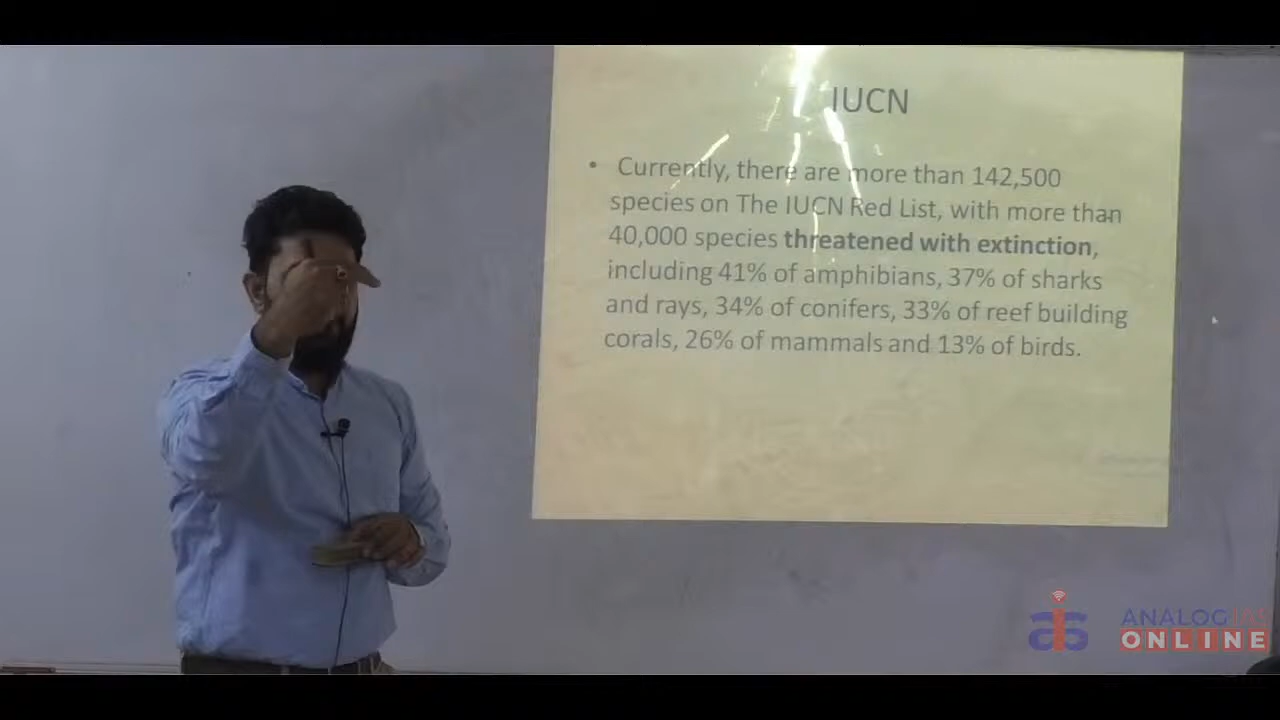 IUCN
• Currently, there are more than 142,500
species on The IUCN Red List, with more than
40,000 species threatened with extinction,
including 41% of amphibians, 37% of sharks
and rays, 34% of conifers, 33% of reef building
corals, 26% of mammals and 13% of birds.
ANALOG IAS
ONLINE